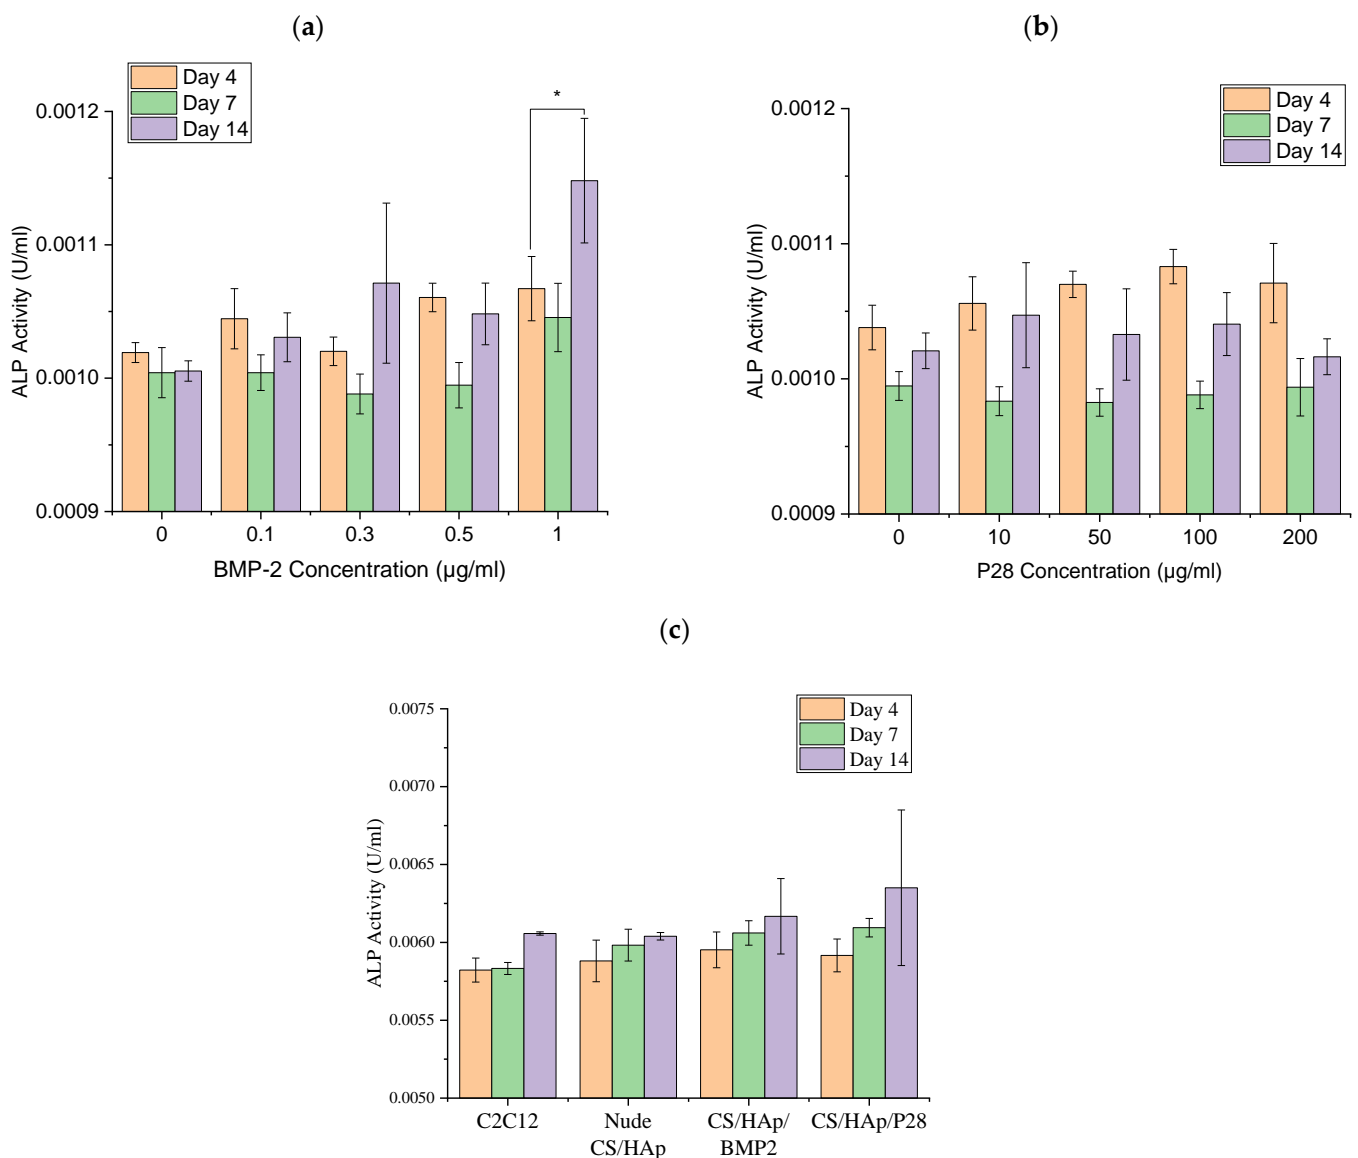 (a)
Day 4
Day 7
Day 14
*
0.0012
0.0011
0.0010
0.0009
ALP Activity (U/ml)
0 0.1 0.3 0.5 1
BMP-2 Concentration (µg/ml)
(b)
Day 4
Day 7
Day 14
0.0012
0.0011
0.0010
0.0009
ALP Activity (U/ml)
0 10 50 100 200
P28 Concentration (µg/ml)
(c)
Day 4
Day 7
Day 14
0.0075
0.0070
0.0065
0.0060
0.0055
0.0050
ALP Activity (U/ml)
C2C12 Nude CS/HAp/ CS/HAp/P28
CS/HAp BMP2